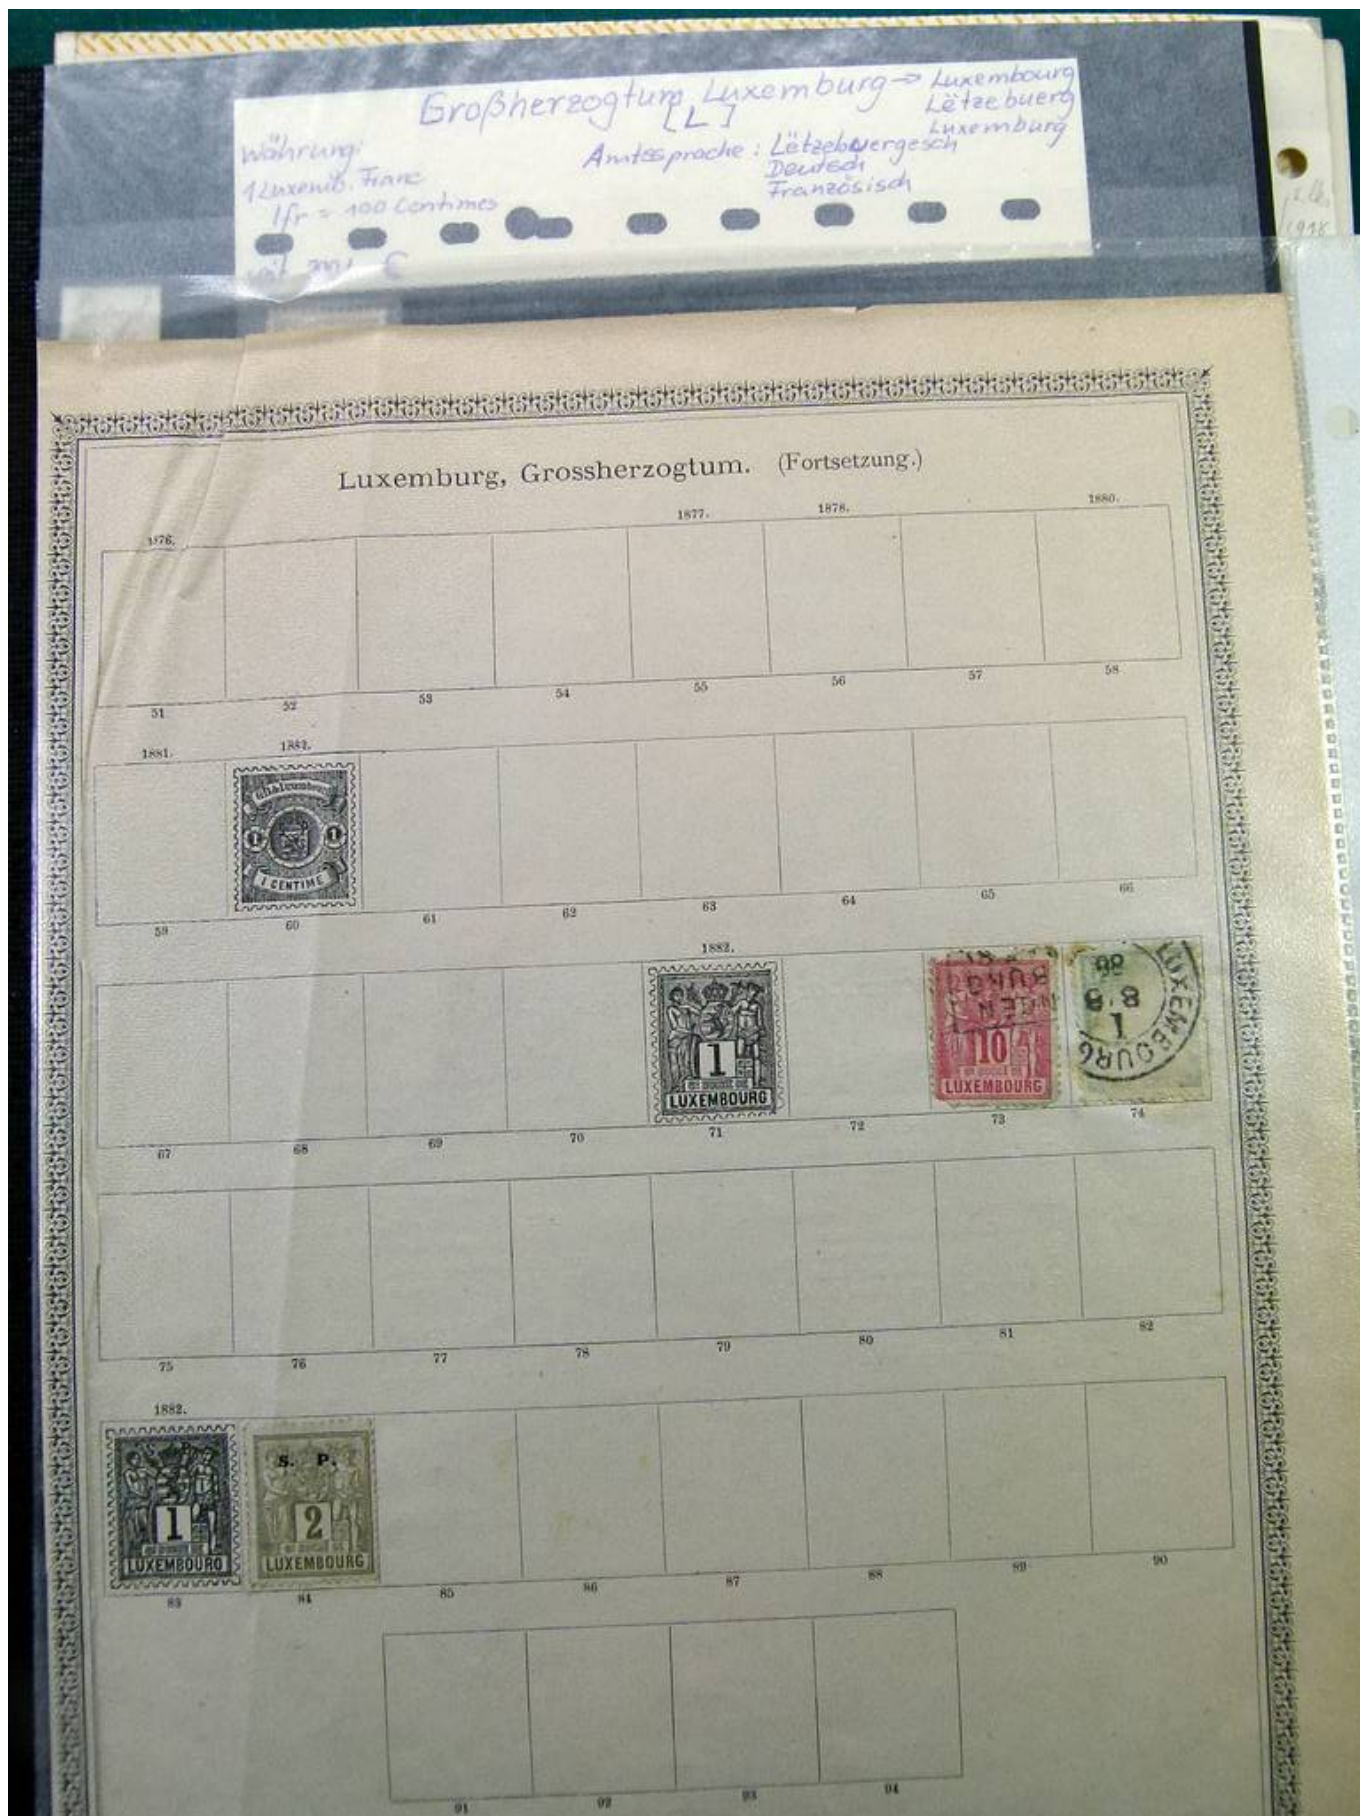 Großherzogtum Luxemburg → Luxembourg
[L]
Lëtzebuerg
Luxemburg
Währung:
1 Luxemb. Franc
1fr = 100 Centimes
seit €
Amtssprache: Lëtzebuergesch
Deutsch
Französisch
Luxemburg, Grossherzogtum. (Fortsetzung.)
1876. 1877. 1878. 1880.
51 52 53 54 55 56 57 58
1881. 1882.
1 1
1 CENTIME
59 60 61 62 63 64 65 66
1882.
1
LUXEMBOURG
10
LUXEMBOURG
LUXEMBOURG
1
67 68 69 70 71 72 73 74
75 76 77 78 79 80 81 82
1882.
1
LUXEMBOURG
S. P.
2
LUXEMBOURG
83 84 85 86 87 88 89 90
91 92 93 94